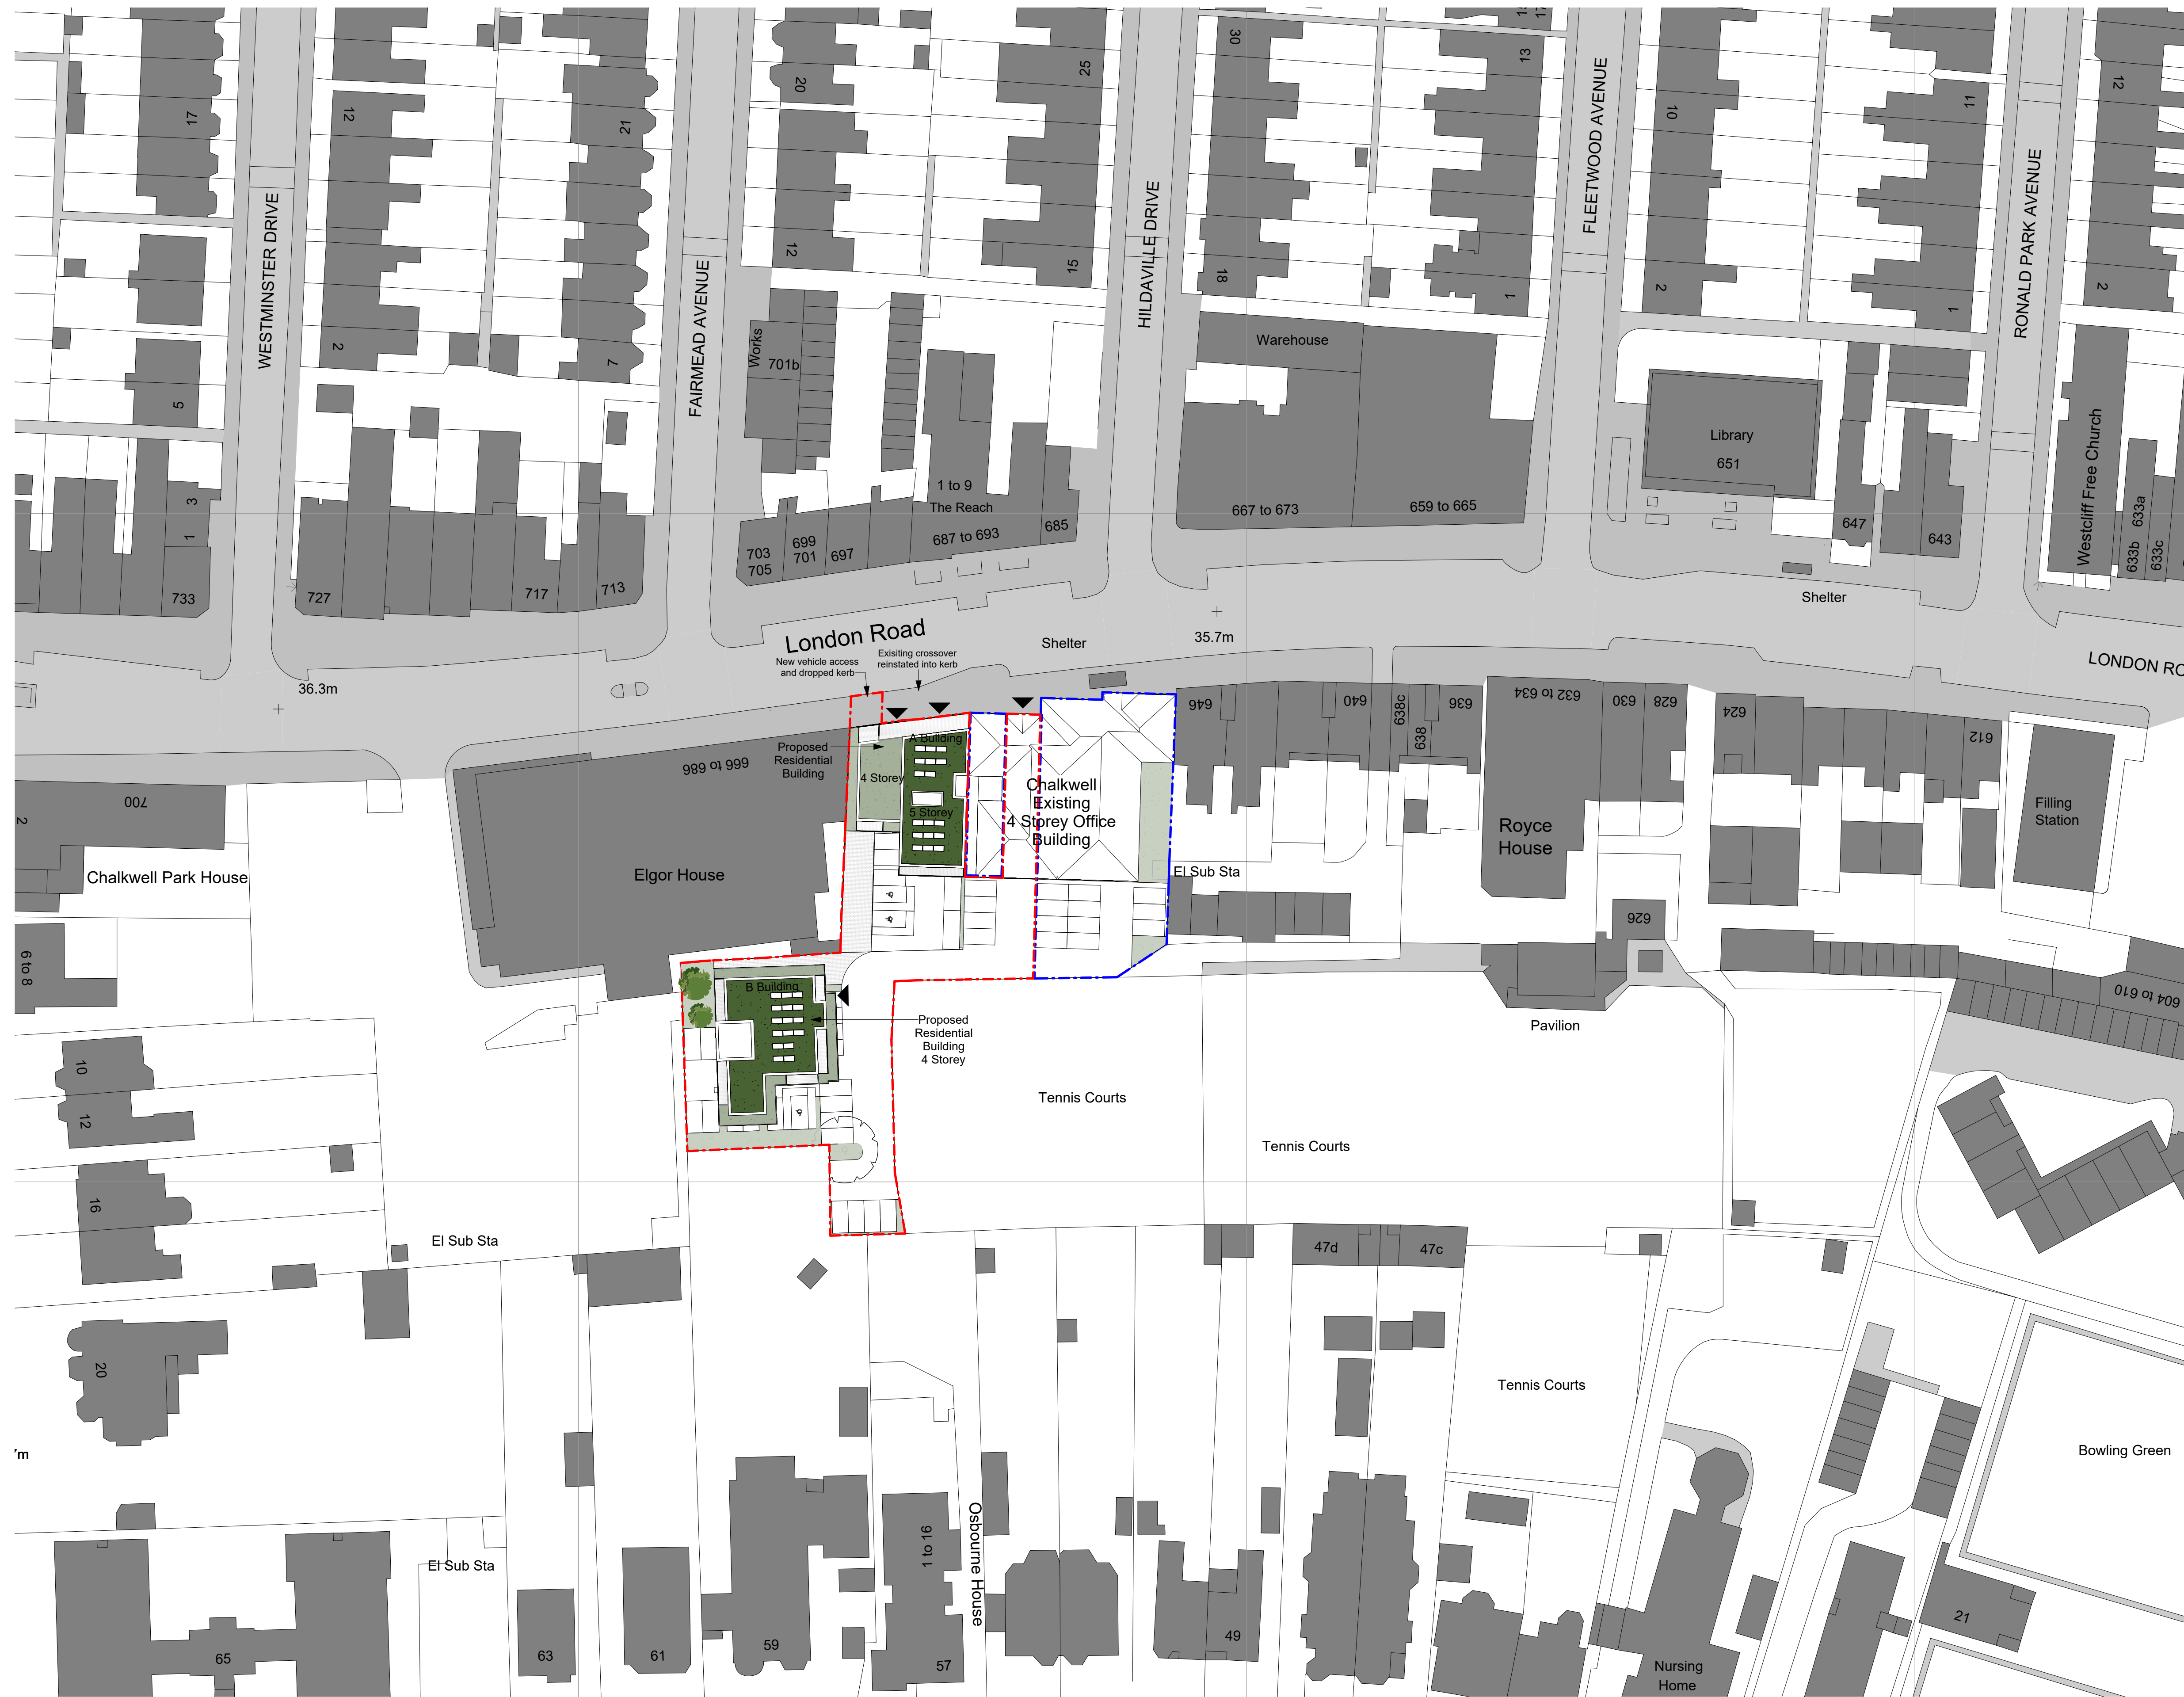 WESTMINSTER DRIVE
FAIRMEAD AVENUE
HILDAVILLE DRIVE
FLEETWOOD AVENUE
RONALD PARK AVENUE
17
12
21
20
25
30
13
10
11
12
12
15
18
1
2
1
2
5
2
7
Works
701b
Warehouse
Library
651
Westcliff Free Church
633a
633b
633c
3
1
733
727
717
713
703
705
699
701
697
1 to 9
The Reach
687 to 693
685
667 to 673
659 to 665
647
643
London Road
Shelter
35.7m
Shelter
LONDON RO
36.3m
New vehicle access
and dropped kerb
Exisiting crossover
reinstated into kerb
700
2
Chalkwell Park House
6 to 8
666 to 686
Elgor House
Proposed
Residential
Building
A Building
4 Storey
5 Storey
Chalkwell
Existing
4 Storey Office
Building
El Sub Sta
646
640
638c
638
636
632 to 634
630
628
624
612
Royce
House
626
Filling
Station
604 to 610
Pavilion
B Building
Proposed
Residential
Building
4 Storey
Tennis Courts
Tennis Courts
10
12
16
El Sub Sta
20
47d
47c
Tennis Courts
Bowling Green
'm
El Sub Sta
65
63
61
59
1 to 16
57
Osbourne House
49
Nursing
Home
21